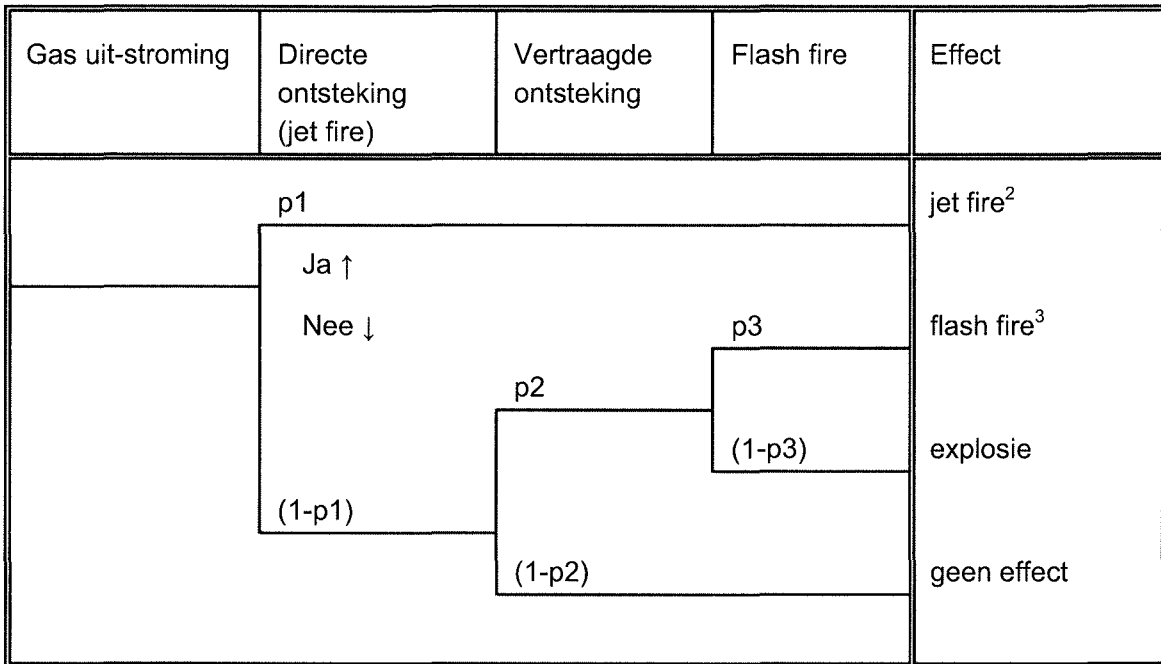 Gas uit-stroming
Directe
ontsteking
(jet fire)
Vertraagde
ontsteking
Flash fire
Effect
p1
jet fire²
Ja ↑
Nee ↓
p3
flash fire³
p2
(1-p3)
explosie
(1-p1)
(1-p2)
geen effect